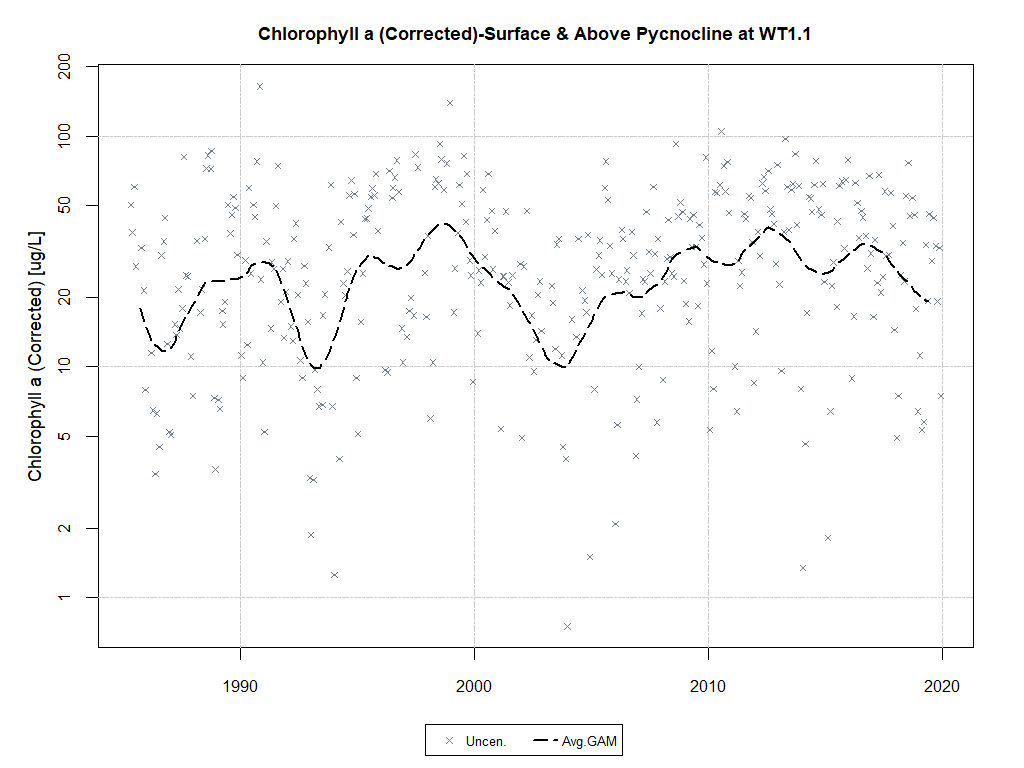 Chlorophyll a (Corrected)-Surface & Above Pycnocline at WT1.1
Chlorophyll a (Corrected) [ug/L]
200
100
50
20
10
5
2
1
1990 2000 2010 2020
Uncen. Avg.GAM